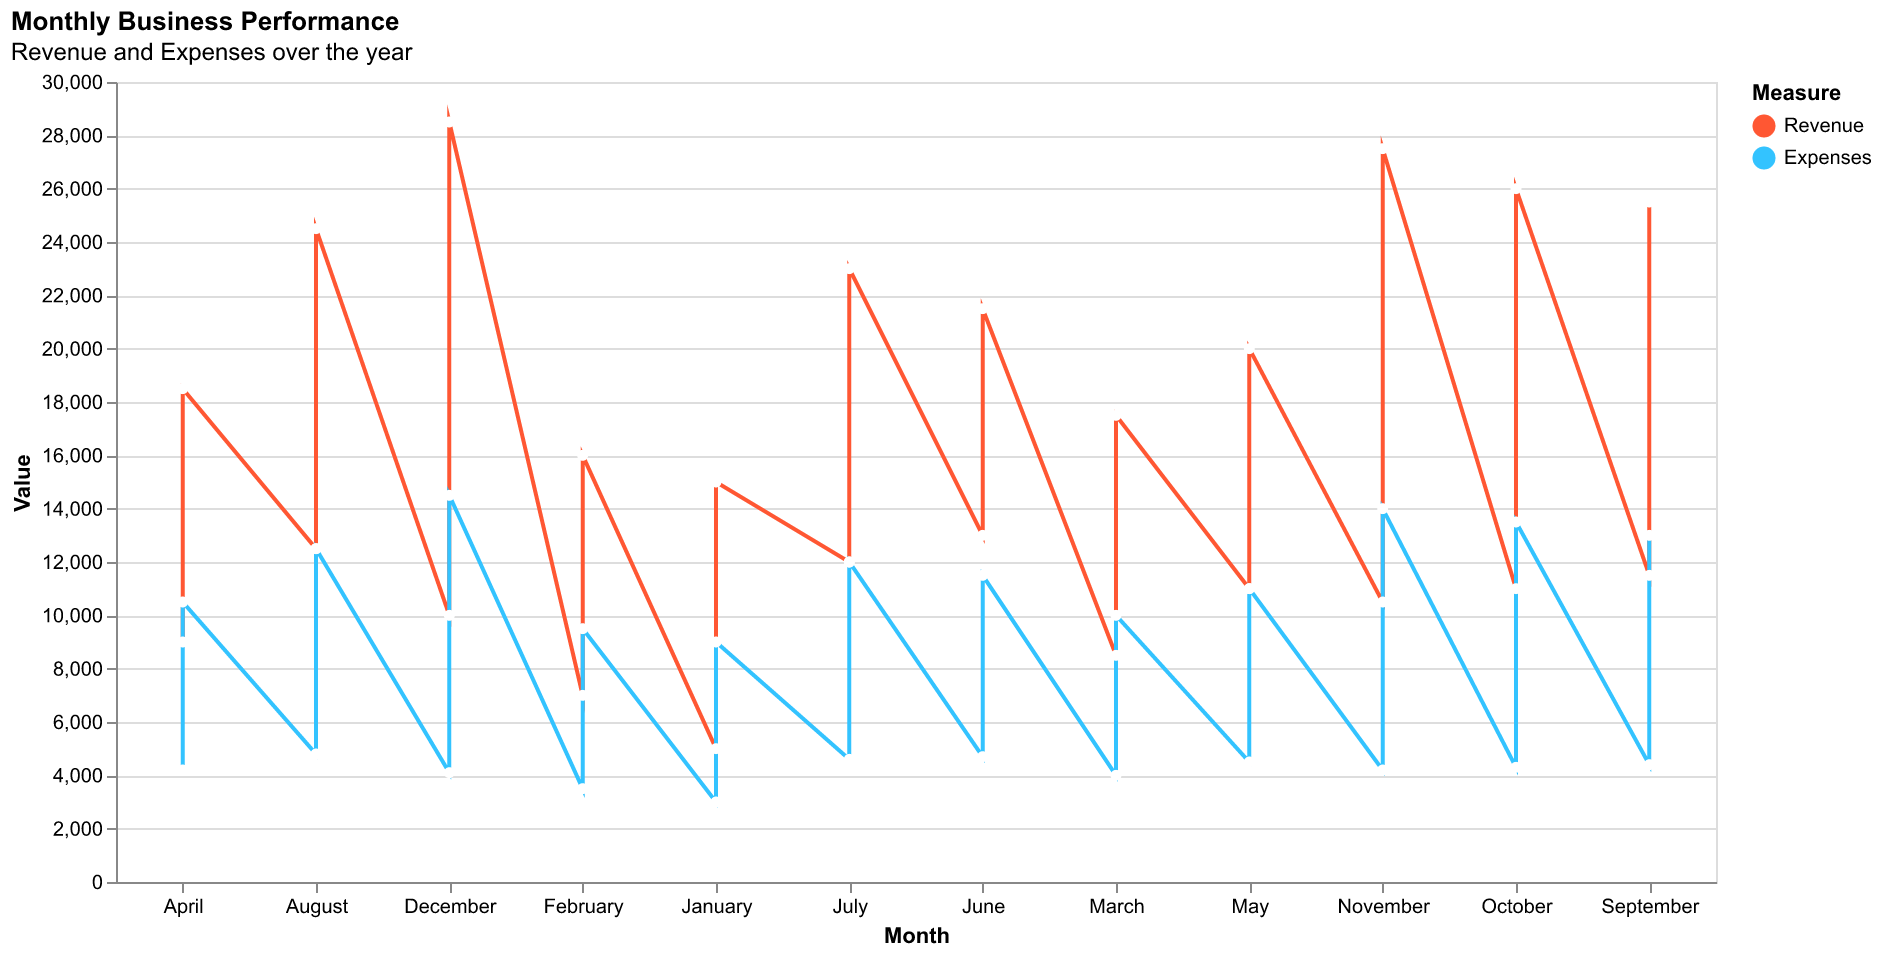 Monthly Business Performance
Revenue and Expenses over the year
30,000
28,000
26,000
24,000
22,000
20,000
18,000
16,000
14,000
12,000
10,000
8,000
6,000
4,000
2,000
0
Value
April
August
December
February
January
July
June
March
May
November
October
September
Month
Measure
Revenue
Expenses